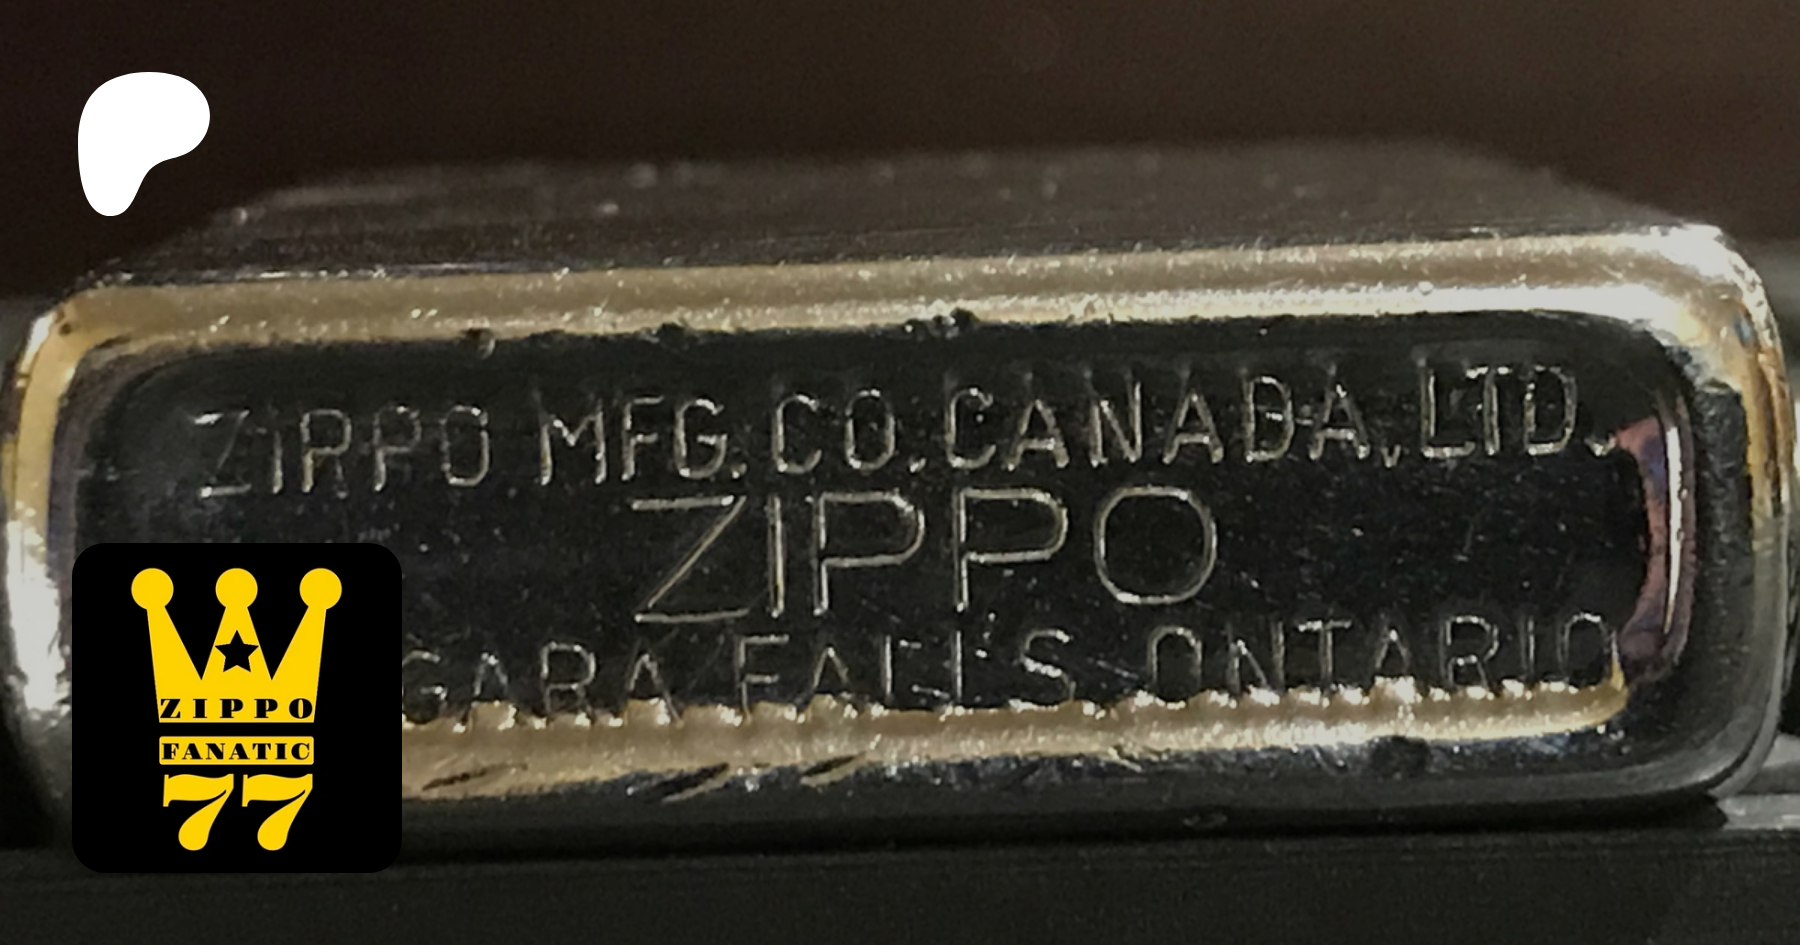 ZIPPO MFG. CO. CANADA, LTD.
ZIPPO
GARA FALLS ONTARIO
ZIPPO
FANATIC
77